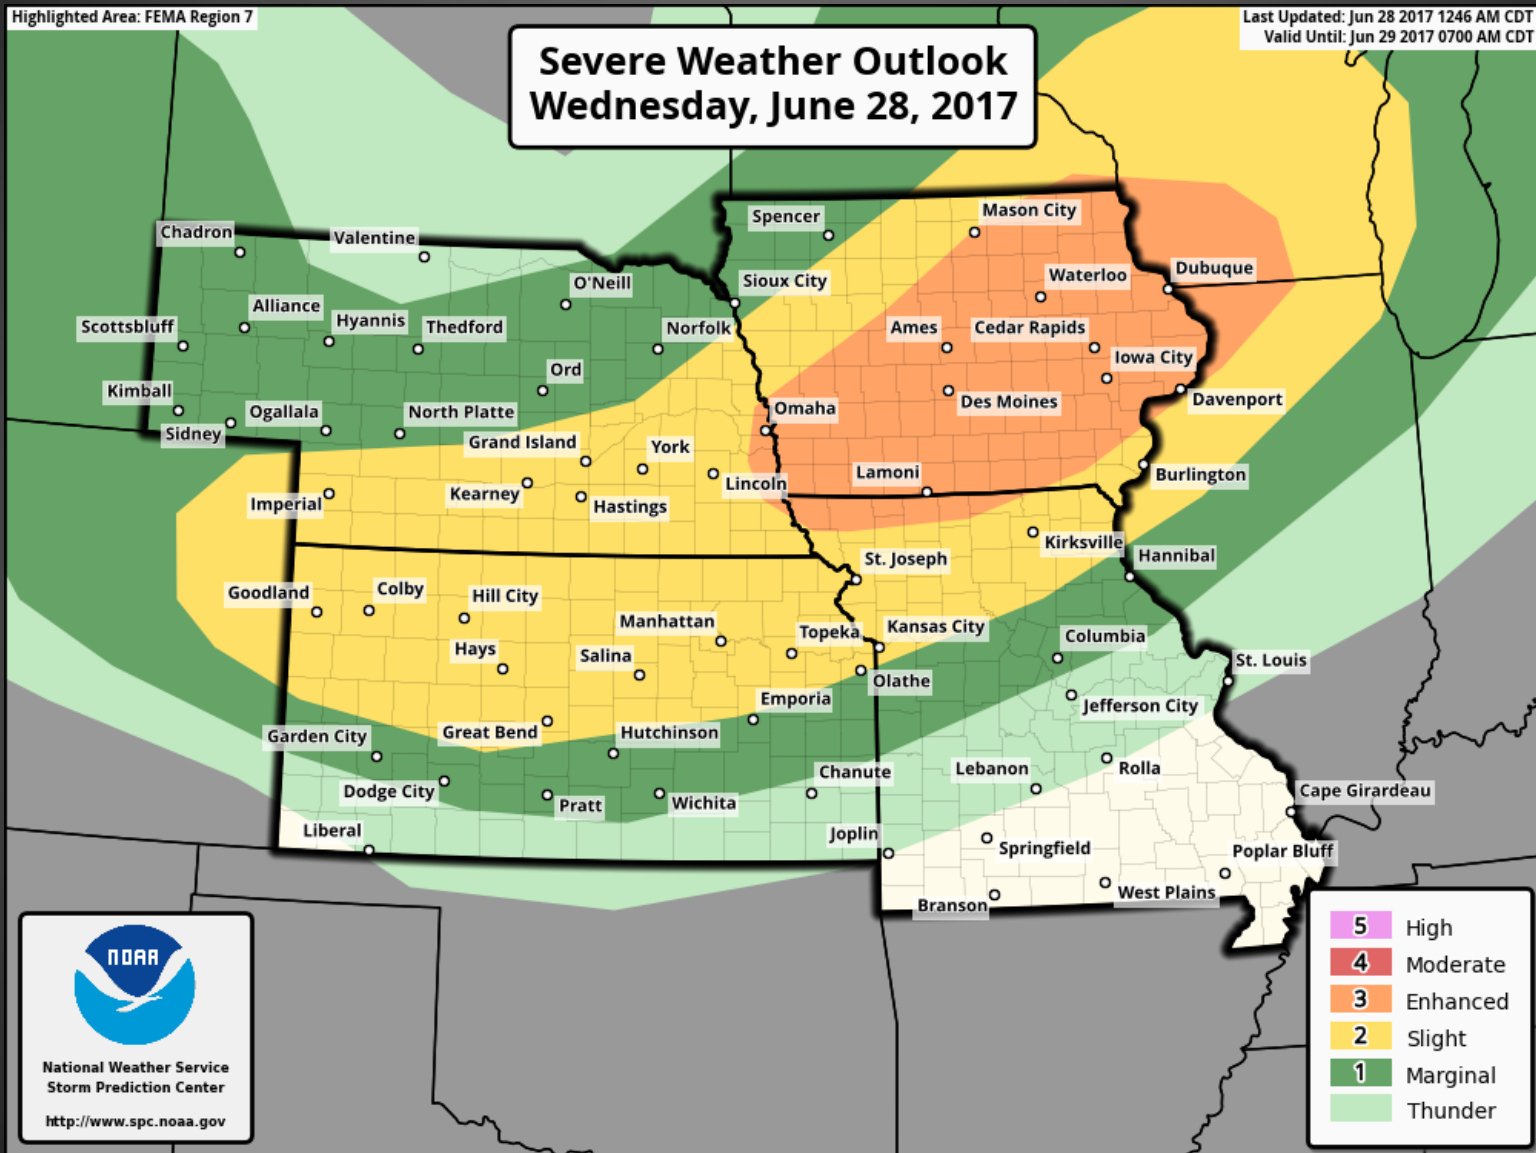 Highlighted Area: FEMA Region 7
Last Updated: Jun 28 2017 1246 AM CDT
Valid Until: Jun 29 2017 0700 AM CDT
Severe Weather Outlook
Wednesday, June 28, 2017
Chadron
Valentine
Spencer
Mason City
O'Neill
Sioux City
Waterloo
Dubuque
Alliance
Scottsbluff
Hyannis
Thedford
Norfolk
Ames
Cedar Rapids
Iowa City
Ord
Kimball
Ogallala
North Platte
Omaha
Des Moines
Davenport
Sidney
Grand Island
York
Lincoln
Lamoni
Burlington
Imperial
Kearney
Hastings
Kirksville
Hannibal
St. Joseph
Goodland
Colby
Hill City
Manhattan
Topeka
Kansas City
Columbia
Hays
Salina
St. Louis
Olathe
Emporia
Jefferson City
Garden City
Great Bend
Hutchinson
Chanute
Lebanon
Rolla
Dodge City
Pratt
Wichita
Cape Girardeau
Liberal
Joplin
Springfield
Poplar Bluff
Branson
West Plains
NOAA
National Weather Service
Storm Prediction Center
http://www.spc.noaa.gov
5 High
4 Moderate
3 Enhanced
2 Slight
1 Marginal
Thunder